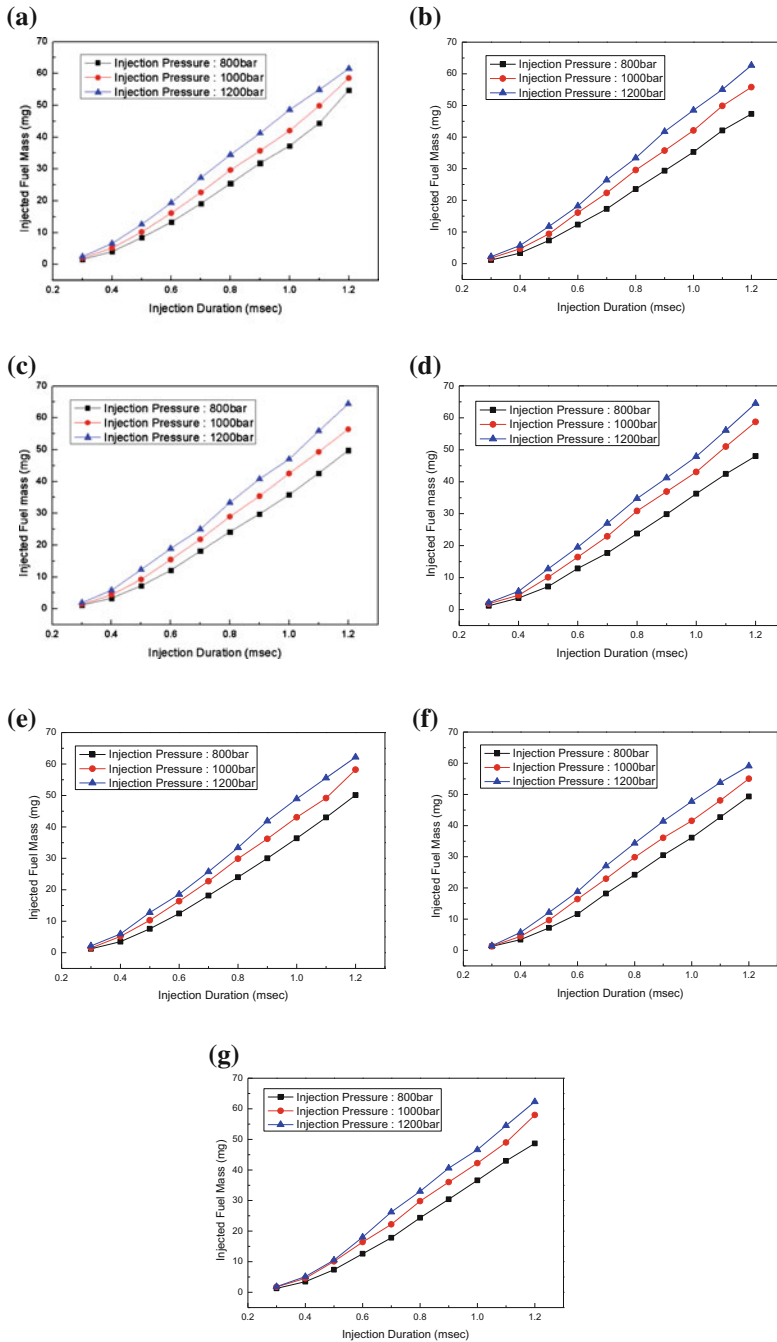 (a)
70
60
50
40
30
20
10
0
Injected Fuel Mass (mg)
Injection Pressure : 800bar
Injection Pressure : 1000bar
Injection Pressure : 1200bar
0.2 0.4 0.6 0.8 1.0 1.2
Injection Duration (msec)
(b)
70
60
50
40
30
20
10
0
Injected Fuel Mass (mg)
Injection Pressure : 800bar
Injection Pressure : 1000bar
Injection Pressure : 1200bar
0.2 0.4 0.6 0.8 1.0 1.2
Injection Duration (msec)
(c)
70
60
50
40
30
20
10
0
Injected Fuel mass (mg)
Injection Pressure : 800bar
Injection Pressure : 1000bar
Injection Pressure : 1200bar
0.2 0.4 0.6 0.8 1.0 1.2
Injection Duration (msec)
(d)
70
60
50
40
30
20
10
0
Injected Fuel mass (mg)
Injection Pressure : 800bar
Injection Pressure : 1000bar
Injection Pressure : 1200bar
0.2 0.4 0.6 0.8 1.0 1.2
Injection Duration (msec)
(e)
70
60
50
40
30
20
10
0
Injected Fuel Mass (mg)
Injection Pressure : 800bar
Injection Pressure : 1000bar
Injection Pressure : 1200bar
0.2 0.4 0.6 0.8 1.0 1.2
Injection Duration (msec)
(f)
70
60
50
40
30
20
10
0
Injected Fuel Mass (mg)
Injection Pressure : 800bar
Injection Pressure : 1000bar
Injection Pressure : 1200bar
0.2 0.4 0.6 0.8 1.0 1.2
Injection Duration (msec)
(g)
70
60
50
40
30
20
10
0
Injected Fuel Mass (mg)
Injection Pressure : 800bar
Injection Pressure : 1000bar
Injection Pressure : 1200bar
0.2 0.4 0.6 0.8 1.0 1.2
Injection Duration (msec)